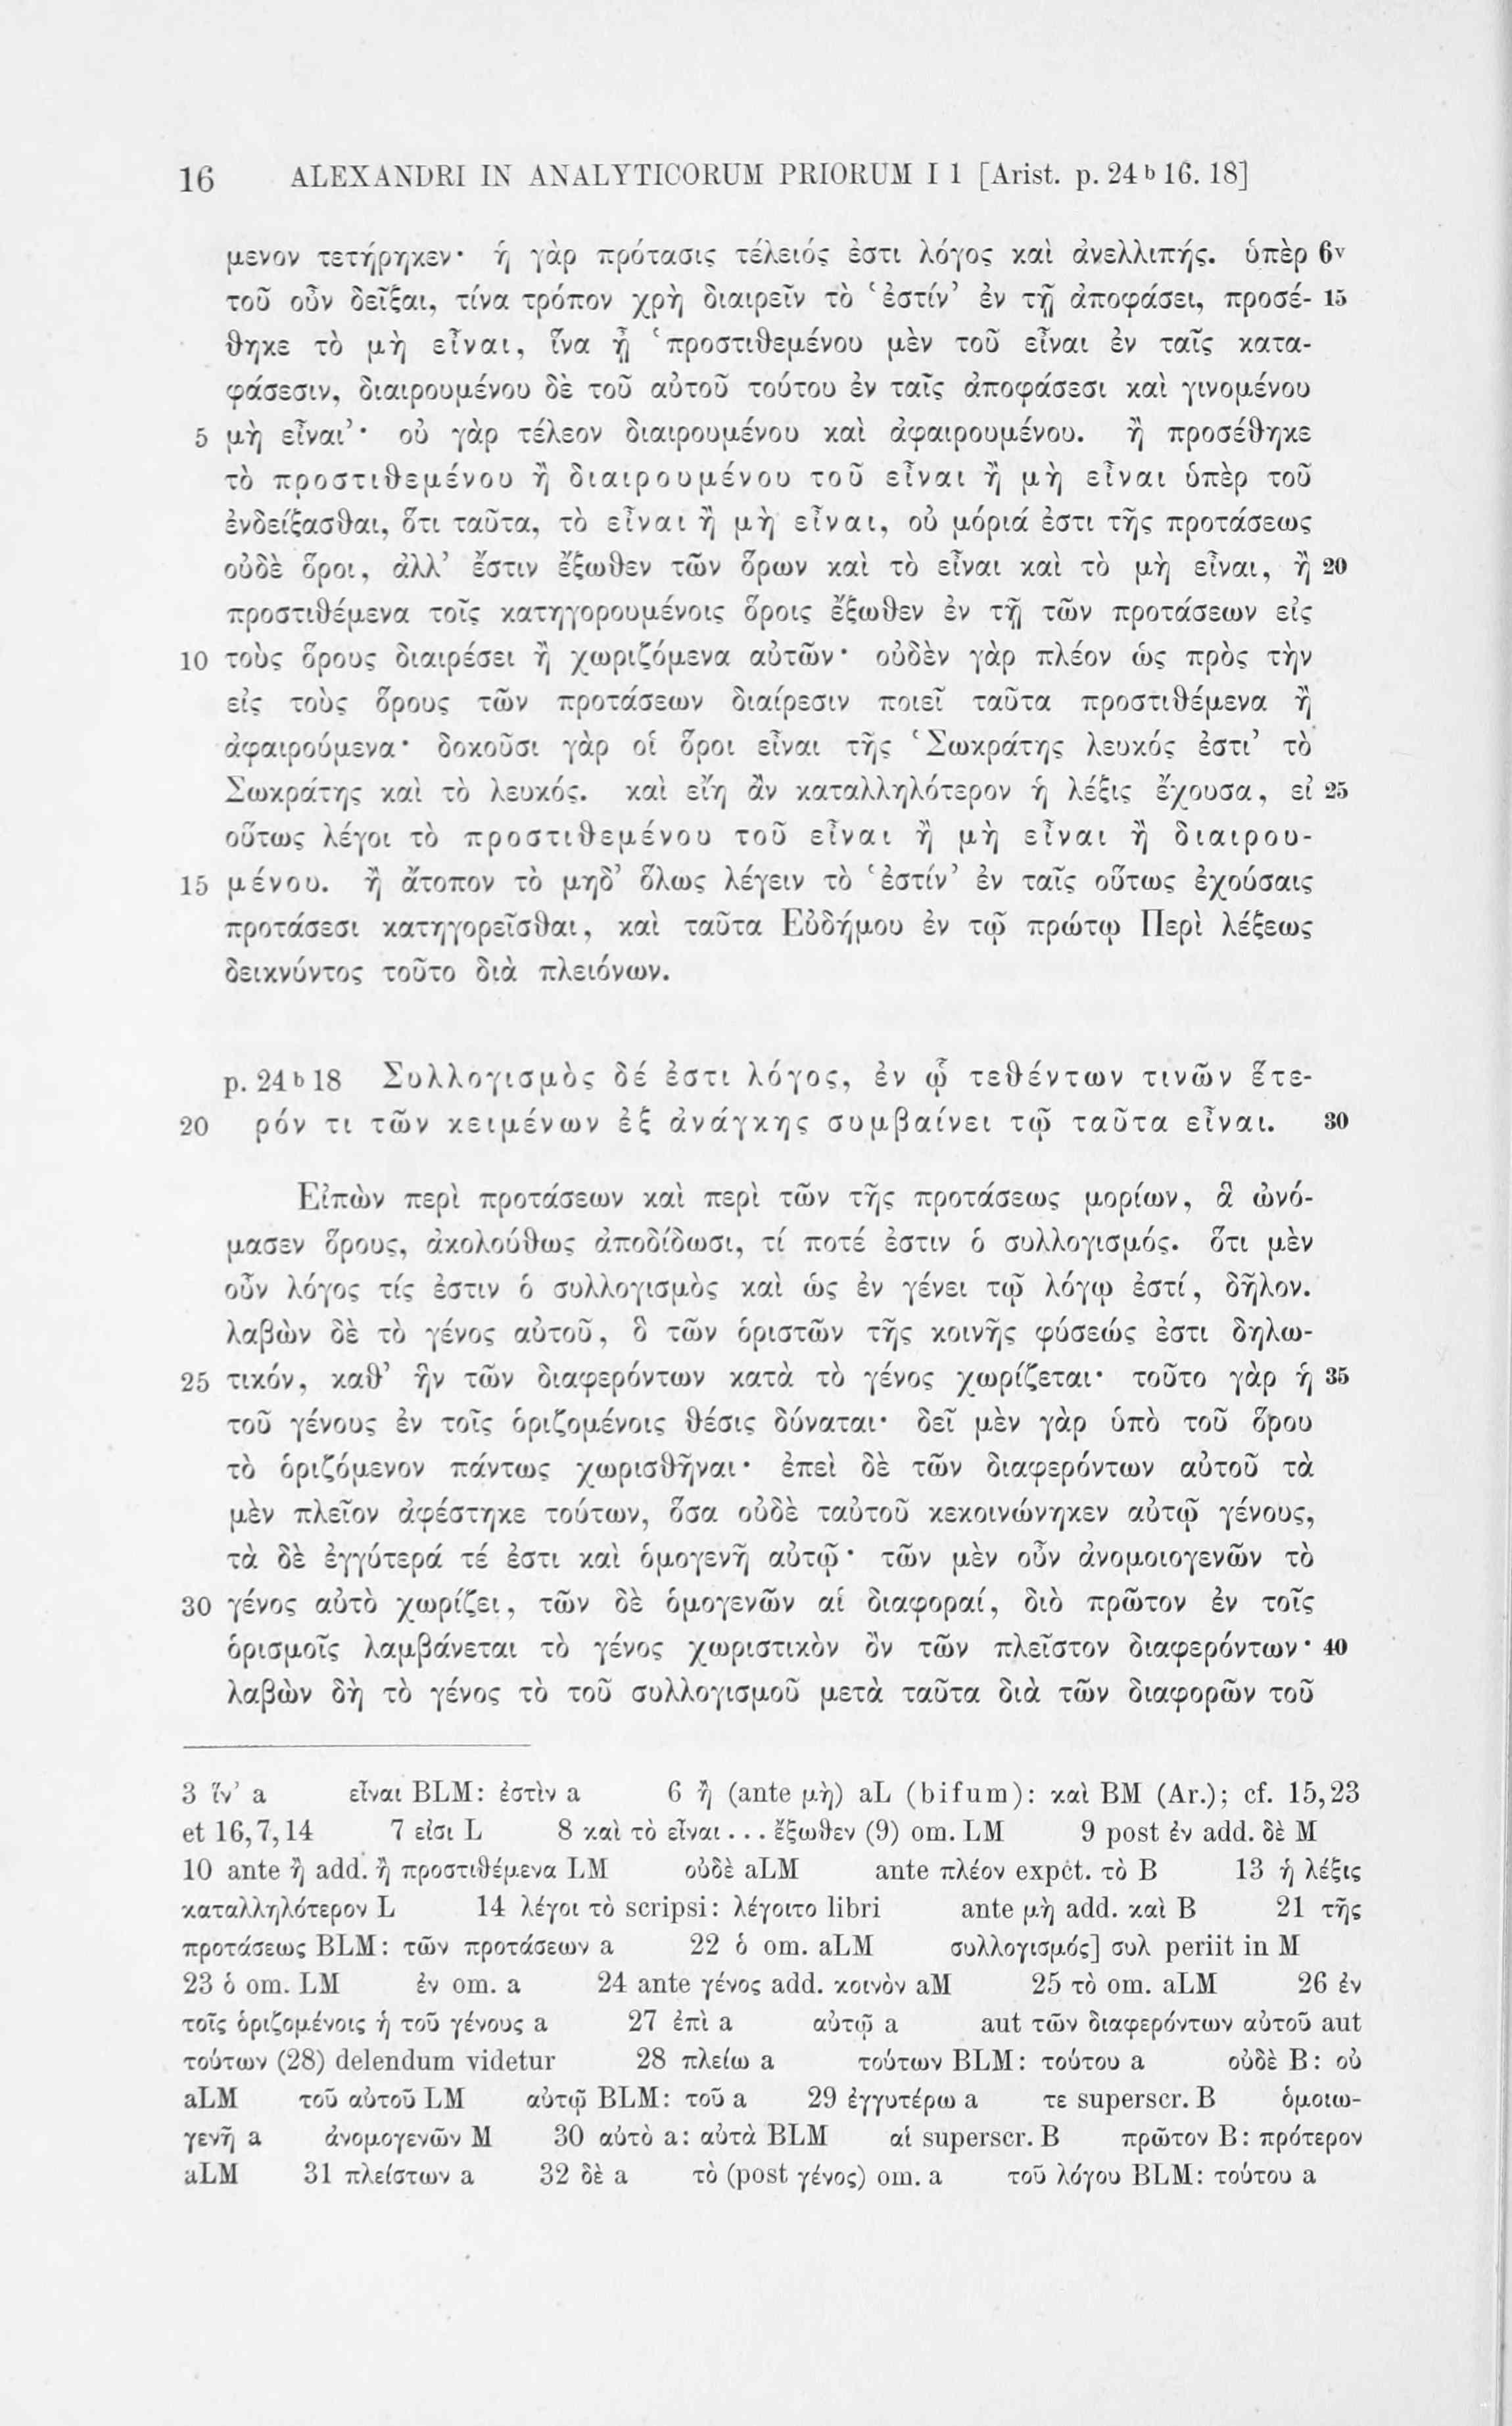 16 ALEXANDRI IN ANALYTICORUM PRIORUM I 1 [Arist. p. 24 b 16. 18]
μενον τετήρηκεν· ἡ γὰρ πρότασις τέλειός ἐστι λόγος καὶ ἀνελλιπής. ὑπὲρ 6v
τοῦ οὖν δεῖξαι, τίνα τρόπον χρὴ διαιρεῖν τὸ ‘ἐστίν’ ἐν τῇ ἀποφάσει, προσέ- 15
θηκε τὸ μὴ εἶναι, ἵνα ᾖ ‘προστιθεμένου μὲν τοῦ εἶναι ἐν ταῖς κατα-
φάσεσιν, διαιρουμένου δὲ τοῦ αὐτοῦ τούτου ἐν ταῖς ἀποφάσεσι καὶ γινομένου
5 μὴ εἶναι’· οὐ γὰρ τέλεον διαιρουμένου καὶ ἀφαιρουμένου. ἢ προσέθηκε
τὸ προστιθεμένου ἢ διαιρουμένου τοῦ εἶναι ἢ μὴ εἶναι ὑπὲρ τοῦ
ἐνδείξασθαι, ὅτι ταῦτα, τὸ εἶναι ἢ μὴ εἶναι, οὐ μόριά ἐστι τῆς προτάσεως
οὐδὲ ὅροι, ἀλλ’ ἔστιν ἔξωθεν τῶν ὅρων καὶ τὸ εἶναι καὶ τὸ μὴ εἶναι, ἢ 20
προστιθέμενα τοῖς κατηγορουμένοις ὅροις ἔξωθεν ἐν τῇ τῶν προτάσεων εἰς
10 τοὺς ὅρους διαιρέσει ἢ χωριζόμενα αὐτῶν· οὐδὲν γὰρ πλέον ὡς πρὸς τὴν
εἰς τοὺς ὅρους τῶν προτάσεων διαίρεσιν ποιεῖ ταῦτα προστιθέμενα ἢ
ἀφαιρούμενα· δοκοῦσι γὰρ οἱ ὅροι εἶναι τῆς ‘Σωκράτης λευκός ἐστι’ τὸ
Σωκράτης καὶ τὸ λευκός. καὶ εἴη ἂν καταλληλότερον ἡ λέξις ἔχουσα, εἰ 25
οὕτως λέγοι τὸ προστιθεμένου τοῦ εἶναι ἢ μὴ εἶναι ἢ διαιρου-
15 μένου. ἢ ἄτοπον τὸ μηδ’ ὅλως λέγειν τὸ ‘ἐστίν’ ἐν ταῖς οὕτως ἐχούσαις
προτάσεσι κατηγορεῖσθαι, καὶ ταῦτα Εὐδήμου ἐν τῷ πρώτῳ Περὶ λέξεως
δεικνύντος τοῦτο διὰ πλειόνων.
p. 24 b 18 Συλλογισμὸς δέ ἐστι λόγος, ἐν ᾧ τεθέντων τινῶν ἕτε-
20 ρόν τι τῶν κειμένων ἐξ ἀνάγκης συμβαίνει τῷ ταῦτα εἶναι. 30
Εἰπὼν περὶ προτάσεων καὶ περὶ τῶν τῆς προτάσεως μορίων, ἃ ὠνό-
μασεν ὅρους, ἀκολούθως ἀποδίδωσι, τί ποτέ ἐστιν ὁ συλλογισμός. ὅτι μὲν
οὖν λόγος τίς ἐστιν ὁ συλλογισμὸς καὶ ὡς ἐν γένει τῷ λόγῳ ἐστί, δῆλον.
λαβὼν δὲ τὸ γένος αὐτοῦ, ὃ τῶν ὁριστῶν τῆς κοινῆς φύσεώς ἐστι δηλω-
25 τικόν, καθ’ ἣν τῶν διαφερόντων κατὰ τὸ γένος χωρίζεται· τοῦτο γὰρ ἡ 35
τοῦ γένους ἐν τοῖς ὁριζομένοις θέσις δύναται· δεῖ μὲν γὰρ ὑπὸ τοῦ ὅρου
τὸ ὁριζόμενον πάντως χωρισθῆναι· ἐπεὶ δὲ τῶν διαφερόντων αὐτοῦ τὰ
μὲν πλεῖον ἀφέστηκε τούτων, ὅσα οὐδὲ ταὐτοῦ κεκοινώνηκεν αὐτῷ γένους,
τὰ δὲ ἐγγύτερά τέ ἐστι καὶ ὁμογενῆ αὐτῷ· τῶν μὲν οὖν ἀνομοιογενῶν τὸ
30 γένος αὐτὸ χωρίζει, τῶν δὲ ὁμογενῶν αἱ διαφοραί, διὸ πρῶτον ἐν τοῖς
ὁρισμοῖς λαμβάνεται τὸ γένος χωριστικὸν ὂν τῶν πλεῖστον διαφερόντων· 40
λαβὼν δὴ τὸ γένος τὸ τοῦ συλλογισμοῦ μετὰ ταῦτα διὰ τῶν διαφορῶν τοῦ
3 ἵν’ a εἶναι BLM: ἐστὶν a 6 ἢ (ante μὴ) aL (bifum): καὶ BM (Ar.); cf. 15,23
et 16,7,14 7 εἰσι L 8 καὶ τὸ εἶναι... ἔξωθεν (9) om. LM 9 post ἐν add. δὲ M
10 ante ἢ add. ἢ προστιθέμενα LM οὐδὲ aLM ante πλέον expct. τὸ B 13 ἡ λέξις
καταλληλότερον L 14 λέγοι τὸ scripsi: λέγοιτο libri ante μὴ add. καὶ B 21 τῆς
προτάσεως BLM: τῶν προτάσεων a 22 ὁ om. aLM συλλογισμός] συλ periit in M
23 ὁ om. LM ἐν om. a 24 ante γένος add. κοινὸν aM 25 τὸ om. aLM 26 ἐν
τοῖς ὁριζομένοις ἡ τοῦ γένους a 27 ἐπὶ a αὐτῷ a aut τῶν διαφερόντων αὐτοῦ aut
τούτων (28) delendum videtur 28 πλείω a τούτων BLM: τούτου a οὐδὲ B: οὐ
aLM τοῦ αὐτοῦ LM αὐτῷ BLM: τοῦ a 29 ἐγγυτέρω a τε superscr. B ὁμοιω-
γενῆ a ἀνομογενῶν M 30 αὐτὸ a: αὐτὰ BLM αἱ superscr. B πρῶτον B: πρότερον
aLM 31 πλείστων a 32 δὲ a τὸ (post γένος) om. a τοῦ λόγου BLM: τούτου a